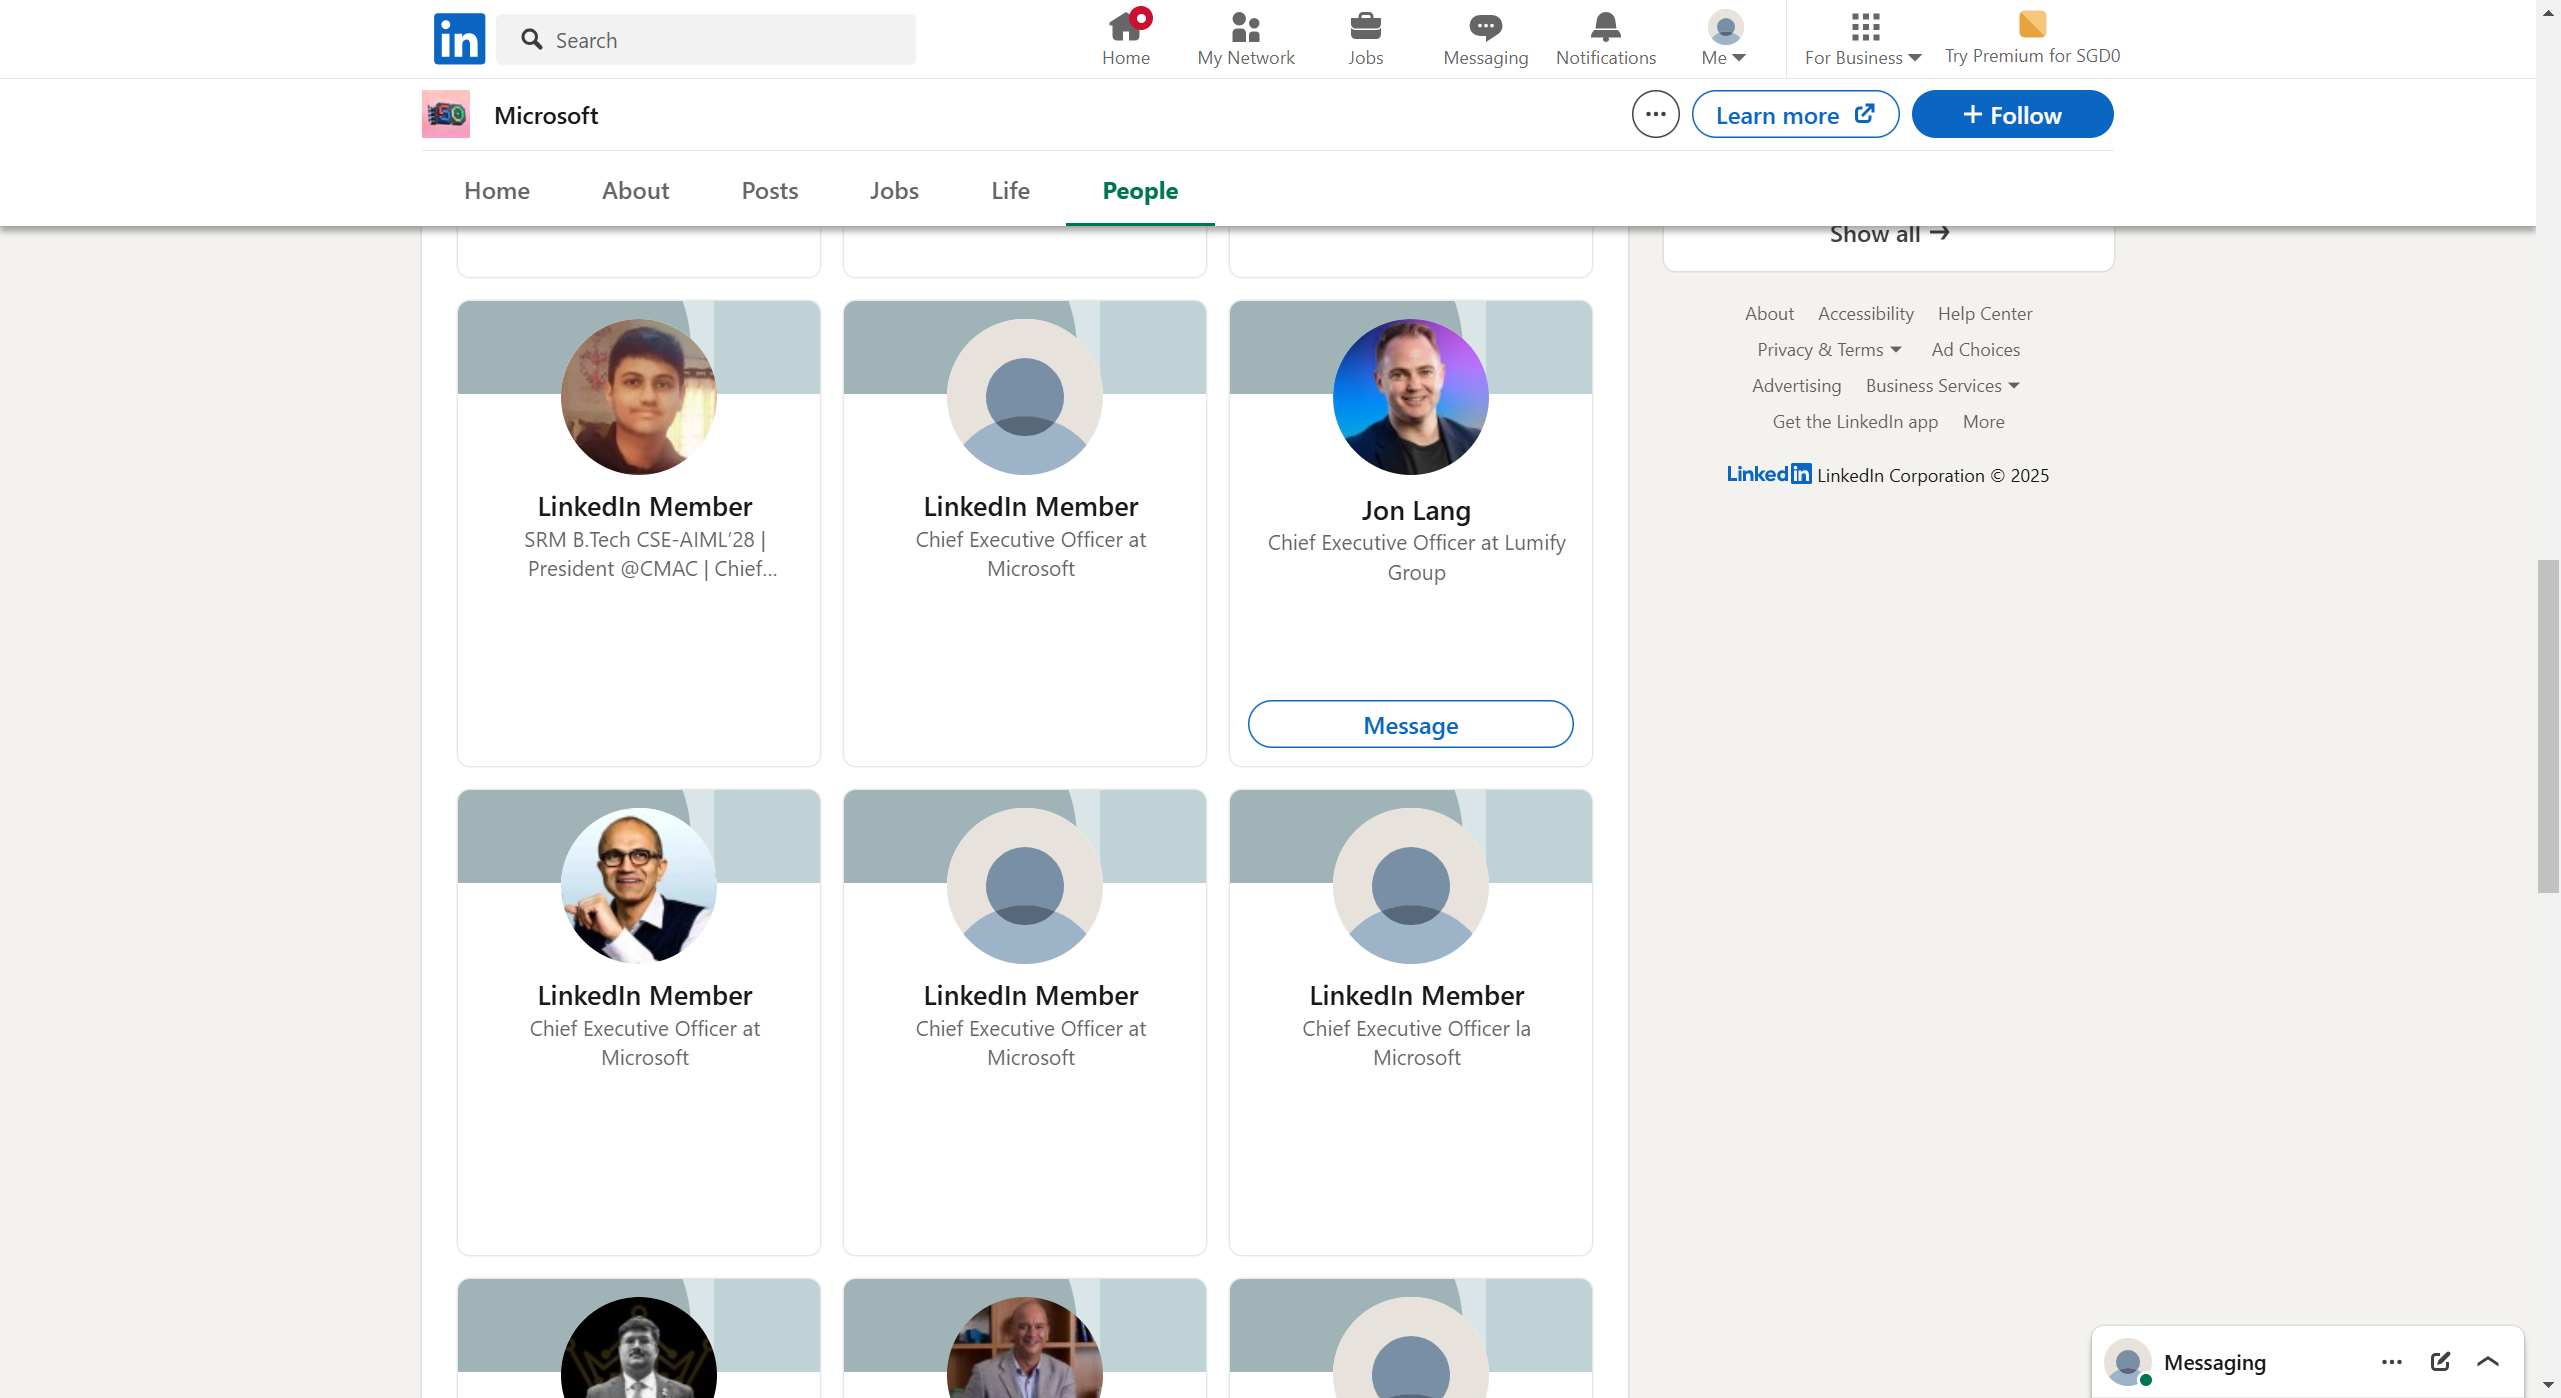 in
Search
Home
My Network
Jobs
Messaging
Notifications
Me
For Business
Try Premium for SGD0
50
Microsoft
Learn more
+ Follow
Home
About
Posts
Jobs
Life
People
Show all →
LinkedIn Member
SRM B.Tech CSE-AIML’28 |
President @CMAC | Chief...
LinkedIn Member
Chief Executive Officer at
Microsoft
Jon Lang
Chief Executive Officer at Lumify
Group
Message
About
Accessibility
Help Center
Privacy & Terms
Ad Choices
Advertising
Business Services
Get the LinkedIn app
More
LinkedIn LinkedIn Corporation © 2025
LinkedIn Member
Chief Executive Officer at
Microsoft
LinkedIn Member
Chief Executive Officer at
Microsoft
LinkedIn Member
Chief Executive Officer la
Microsoft
Messaging